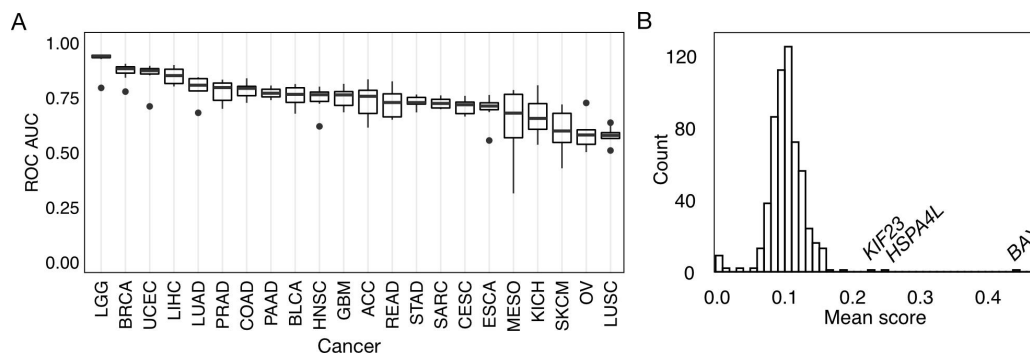 A
1.00
0.75
0.50
0.25
0.00
ROC AUC
LGG
BRCA
UCEC
LIHC
LUAD
PRAD
COAD
PAAD
BLCA
HNSC
GBM
ACC
READ
STAD
SARC
CESC
ESCA
MESO
KICH
SKCM
OV
LUSC
Cancer
B
120
80
40
0
Count
KIF23
HSPA4L
0.0 0.1 0.2 0.3 0.4
Mean score